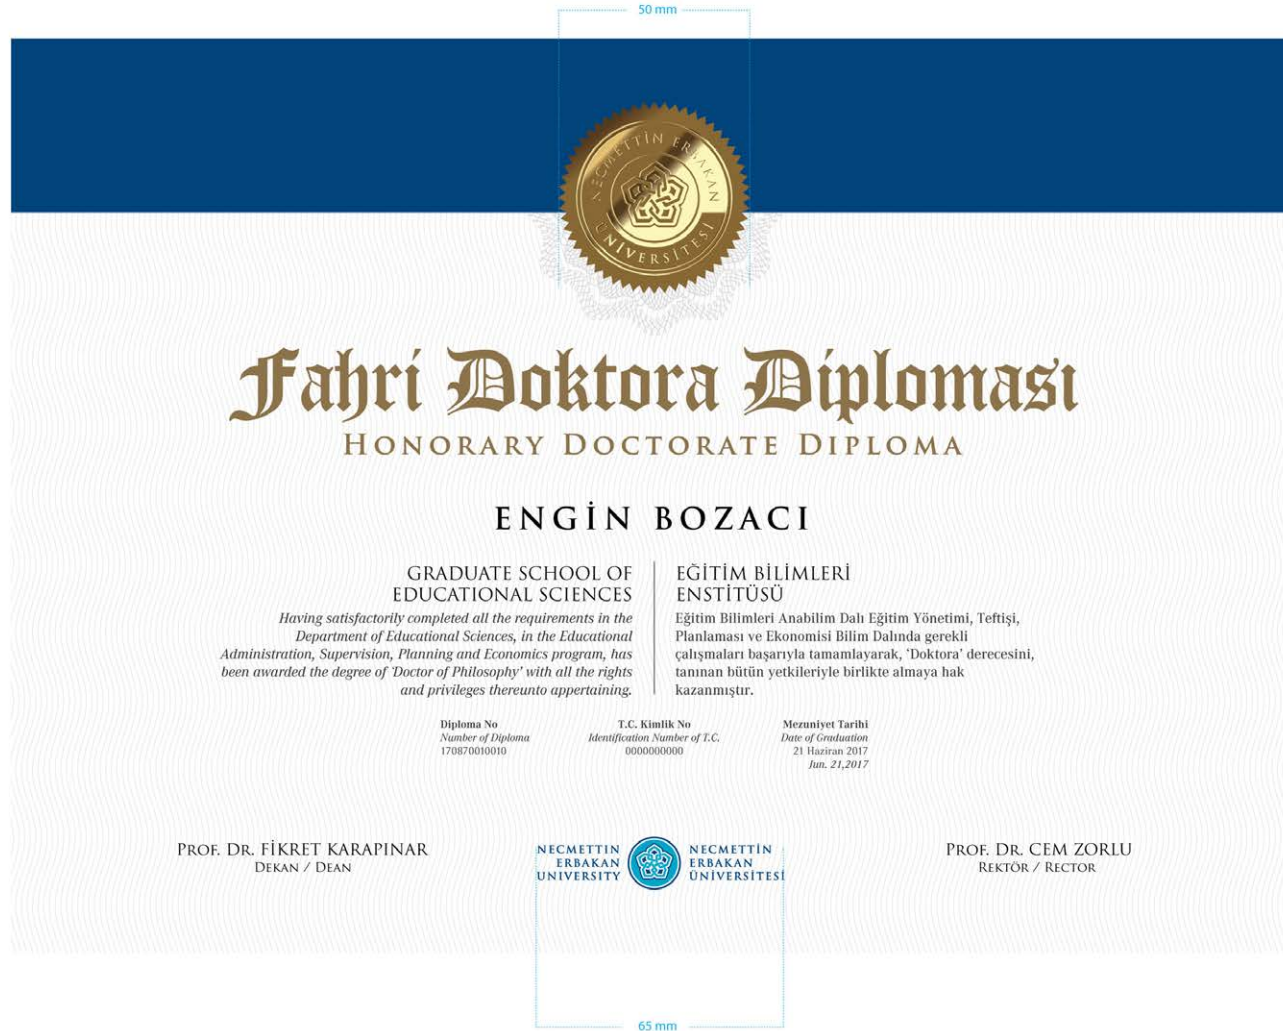 50 mm
NECMETTİN ERBAKAN
ÜNİVERSİTESİ
Fahri Doktora Diploması
HONORARY DOCTORATE DIPLOMA
ENGİN BOZACI
GRADUATE SCHOOL OF
EDUCATIONAL SCIENCES
Having satisfactorily completed all the requirements in the
Department of Educational Sciences, in the Educational
Administration, Supervision, Planning and Economics program, has
been awarded the degree of 'Doctor of Philosophy' with all the rights
and privileges thereunto appertaining.
EĞİTİM BİLİMLERİ
ENSTİTÜSÜ
Eğitim Bilimleri Anabilim Dalı Eğitim Yönetimi, Teftişi,
Planlaması ve Ekonomisi Bilim Dalında gerekli
çalışmaları başarıyla tamamlayarak, 'Doktora' derecesini,
tanınan bütün yetkileriyle birlikte almaya hak
kazanmıştır.
Diploma No
Number of Diploma
170870010010
T.C. Kimlik No
Identification Number of T.C.
0000000000
Mezuniyet Tarihi
Date of Graduation
21 Haziran 2017
Jun. 21,2017
PROF. DR. FİKRET KARAPINAR
DEKAN / DEAN
NECMETTIN
ERBAKAN
UNIVERSITY
NECMETTİN
ERBAKAN
ÜNİVERSİTESİ
PROF. DR. CEM ZORLU
REKTÖR / RECTOR
65 mm